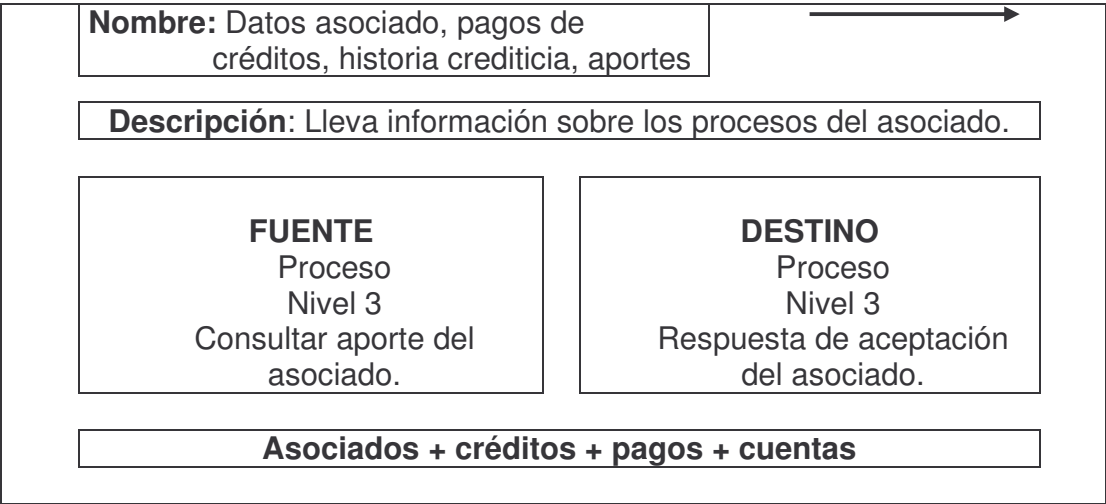 Nombre: Datos asociado, pagos de
créditos, historia crediticia, aportes
Descripción: Lleva información sobre los procesos del asociado.
FUENTE
Proceso
Nivel 3
Consultar aporte del
asociado.
DESTINO
Proceso
Nivel 3
Respuesta de aceptación
del asociado.
Asociados + créditos + pagos + cuentas